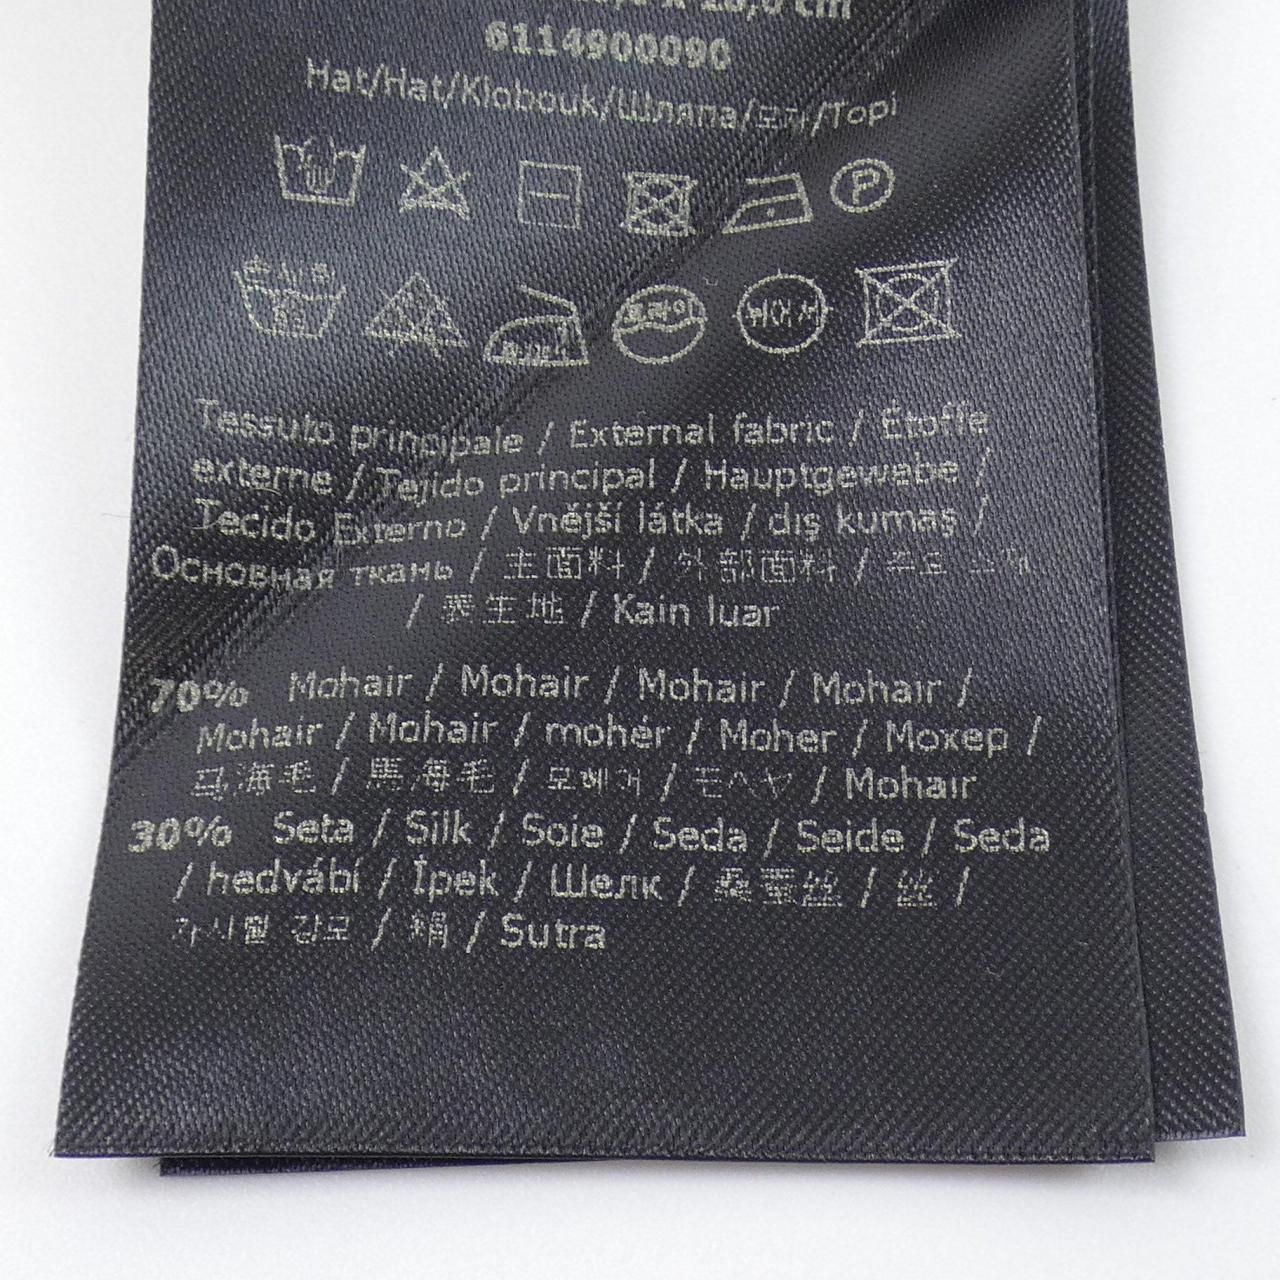 cm
6114900090
Hat/Hat/Klobouk/Шляпа/모자/Topi
P
Tessuto principale / External fabric / Étoffe
externe / Tejido principal / Hauptgewebe /
Tecido Externo / Vnější látka / dış kumaş /
Основная ткань / 主面料 / 外部面料 /
/ 表生地 / Kain luar
70% Mohair / Mohair / Mohair / Mohair /
Mohair / Mohair / mohér / Moher / Мохер /
马海毛 / 馬海毛 / 모헤어 / モヘヤ / Mohair
30% Seta / Silk / Soie / Seda / Seide / Seda
/ hedvábí / İpek / Шелк / 桑蚕丝 / 丝 /
/ 絹 / Sutra